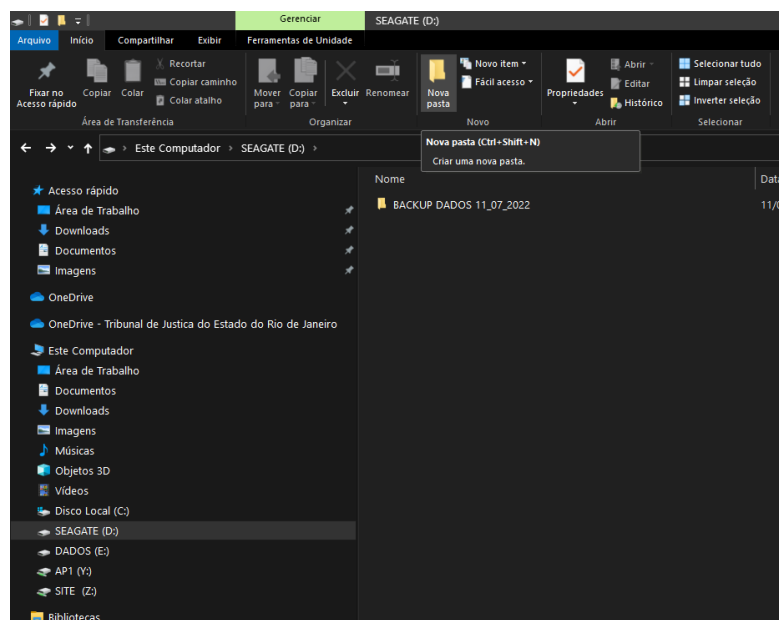 Gerenciar
SEAGATE (D:)
Arquivo Início Compartilhar Exibir Ferramentas de Unidade
Fixar no Acesso rápido
Copiar
Colar
Recortar
Copiar caminho
Colar atalho
Mover para
Copiar para
Excluir
Renomear
Nova pasta
Novo item
Fácil acesso
Propriedades
Abrir
Editar
Histórico
Selecionar tudo
Limpar seleção
Inverter seleção
Área de Transferência Organizar Novo Abrir Selecionar
Este Computador SEAGATE (D:)
Nova pasta (Ctrl+Shift+N)
Criar uma nova pasta.
Nome
BACKUP DADOS 11_07_2022
Acesso rápido
Área de Trabalho
Downloads
Documentos
Imagens
OneDrive
OneDrive - Tribunal de Justica do Estado do Rio de Janeiro
Este Computador
Área de Trabalho
Documentos
Downloads
Imagens
Músicas
Objetos 3D
Vídeos
Disco Local (C:)
SEAGATE (D:)
DADOS (E:)
AP1 (Y:)
SITE (Z:)
Bibliotecas